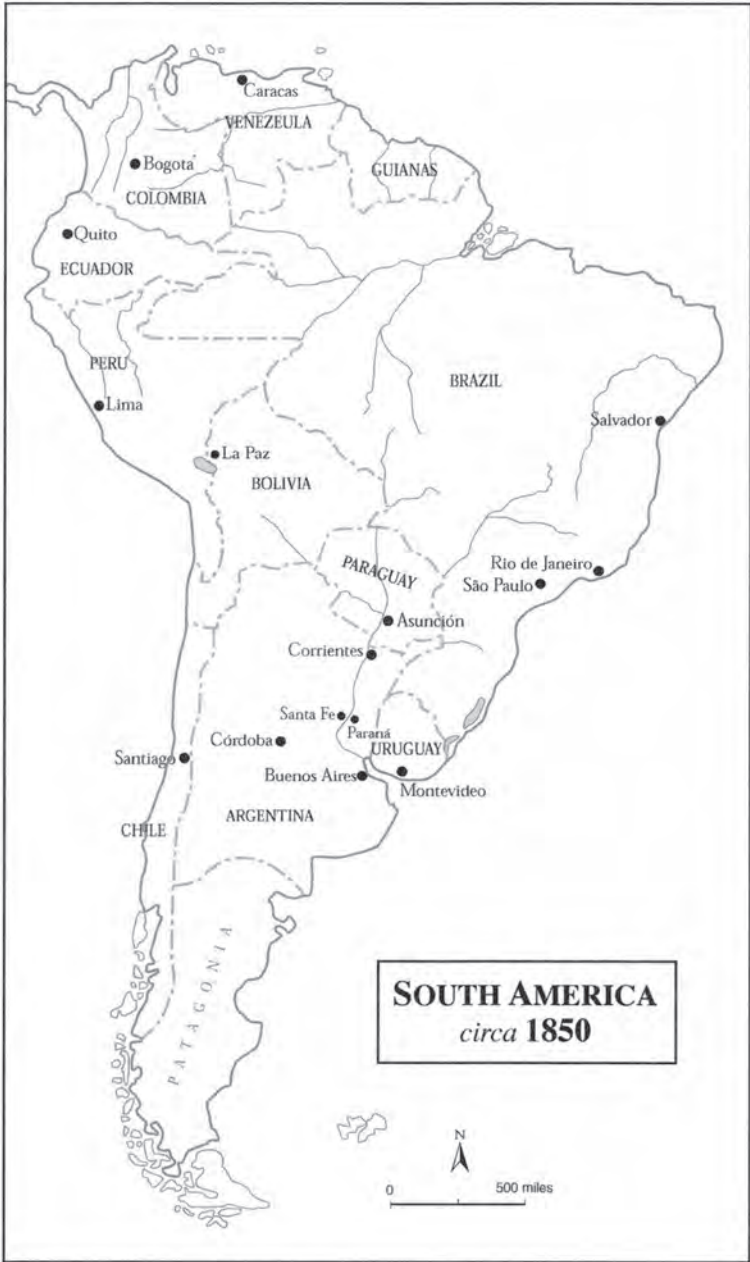 Caracas
VENEZEULA
Bogotá
GUIANAS
COLOMBIA
Quito
ECUADOR
PERU
BRAZIL
Lima
Salvador
La Paz
BOLIVIA
PARAGUAY
Rio de Janeiro
São Paulo
Asunción
Corrientes
Santa Fe
Paraná
Córdoba
URUGUAY
Santiago
Buenos Aires
Montevideo
CHILE
ARGENTINA
PATAGONIA
SOUTH AMERICA
circa 1850
N
0 500 miles